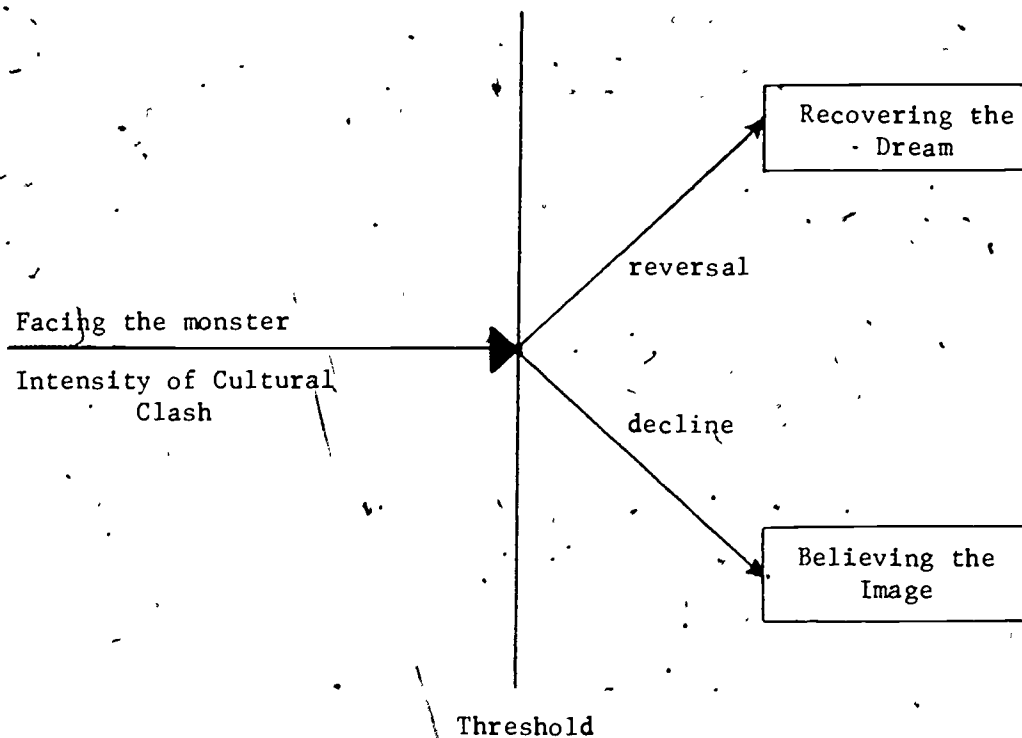 Recovering the
Dream
reversal
Facing the monster
Intensity of Cultural
Clash
decline
Believing the
Image
Threshold